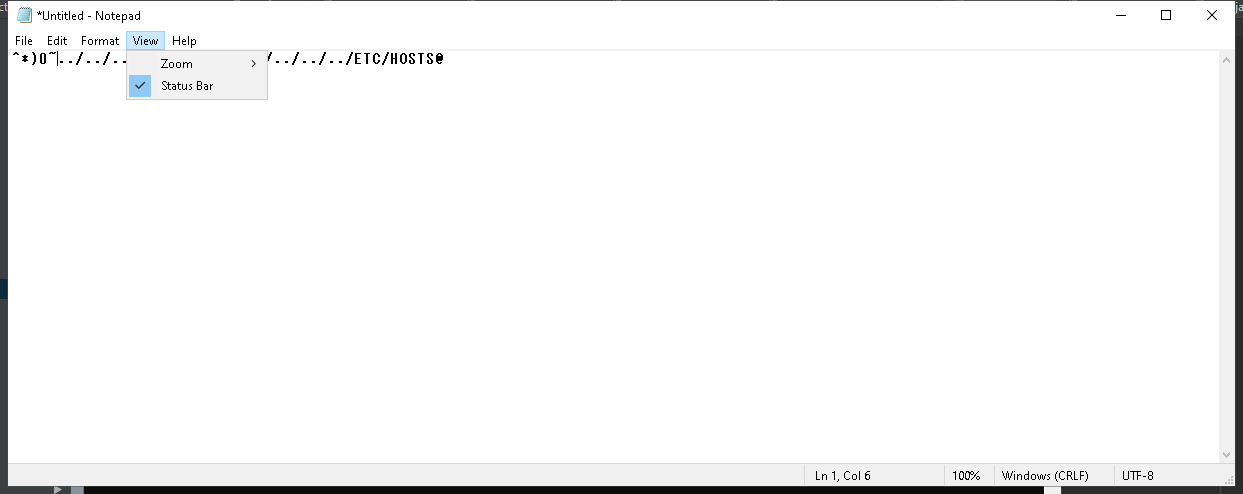 *Untitled - Notepad
File Edit Format View Help
^*)0~../../.. /../../../ETC/HOSTS@
Zoom
Status Bar
Ln 1, Col 6 100% Windows (CRLF) UTF-8